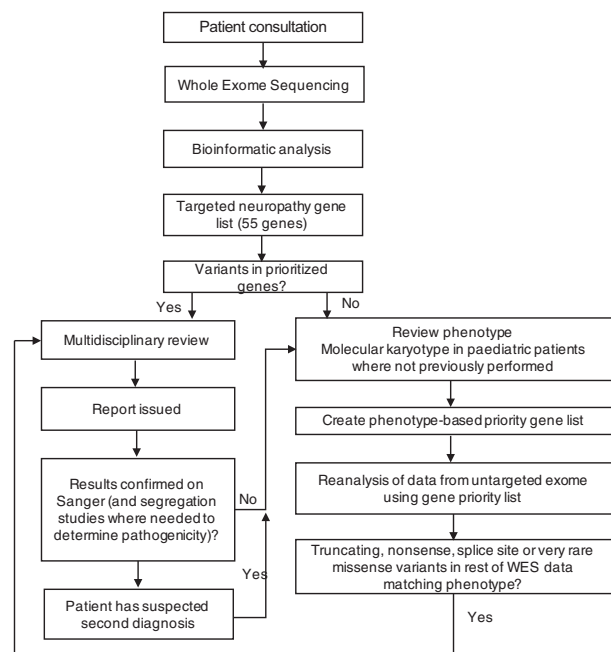 Patient consultation
Whole Exome Sequencing
Bioinformatic analysis
Targeted neuropathy gene
list (55 genes)
Variants in prioritized
genes?
Yes
No
Multidisciplinary review
Report issued
Results confirmed on
Sanger (and segregation
studies where needed to
determine pathogenicity)?
No
Yes
Patient has suspected
second diagnosis
Review phenotype
Molecular karyotype in paediatric patients
where not previously performed
Create phenotype-based priority gene list
Reanalysis of data from untargeted exome
using gene priority list
Truncating, nonsense, splice site or very rare
missense variants in rest of WES data
matching phenotype?
Yes